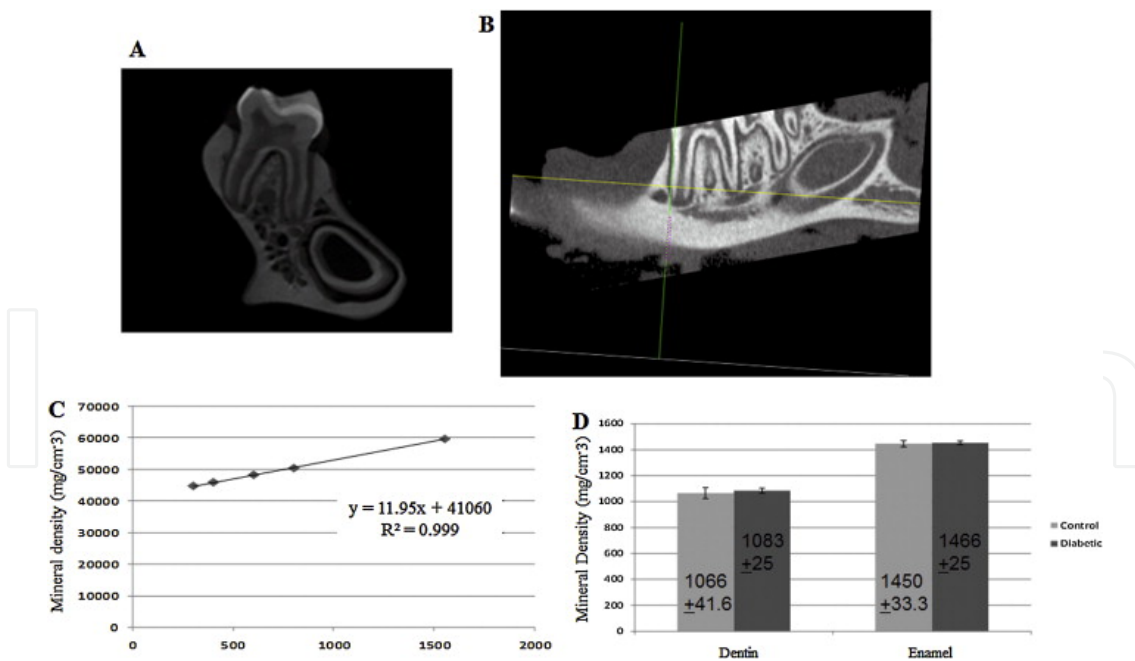 A
B
C
Mineral density (mg/cm-3)
70000
60000
50000
40000
30000
20000
10000
0
0 500 1000 1500 2000
y = 11.95x + 41060
R² = 0.999
D
Mineral Density (mg/cm-3)
1600
1400
1200
1000
800
600
400
200
0
1066
±41.6
1083
±25
1450
±33.3
1466
±25
Dentin Enamel
Control
Diabetic